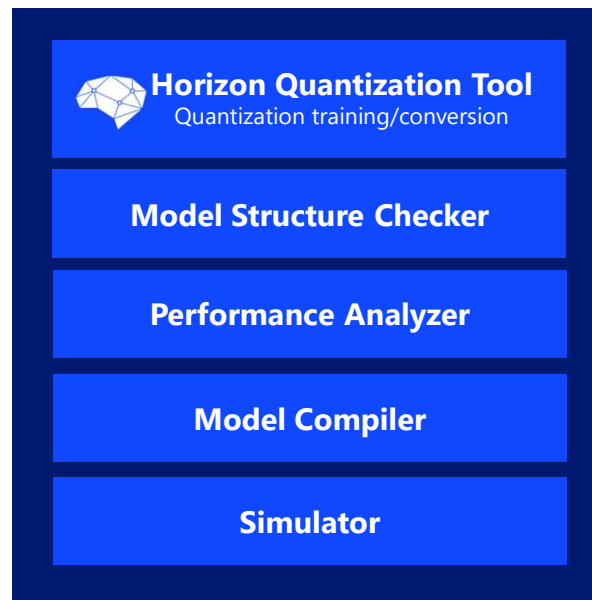 Horizon Quantization Tool
Quantization training/conversion
Model Structure Checker
Performance Analyzer
Model Compiler
Simulator